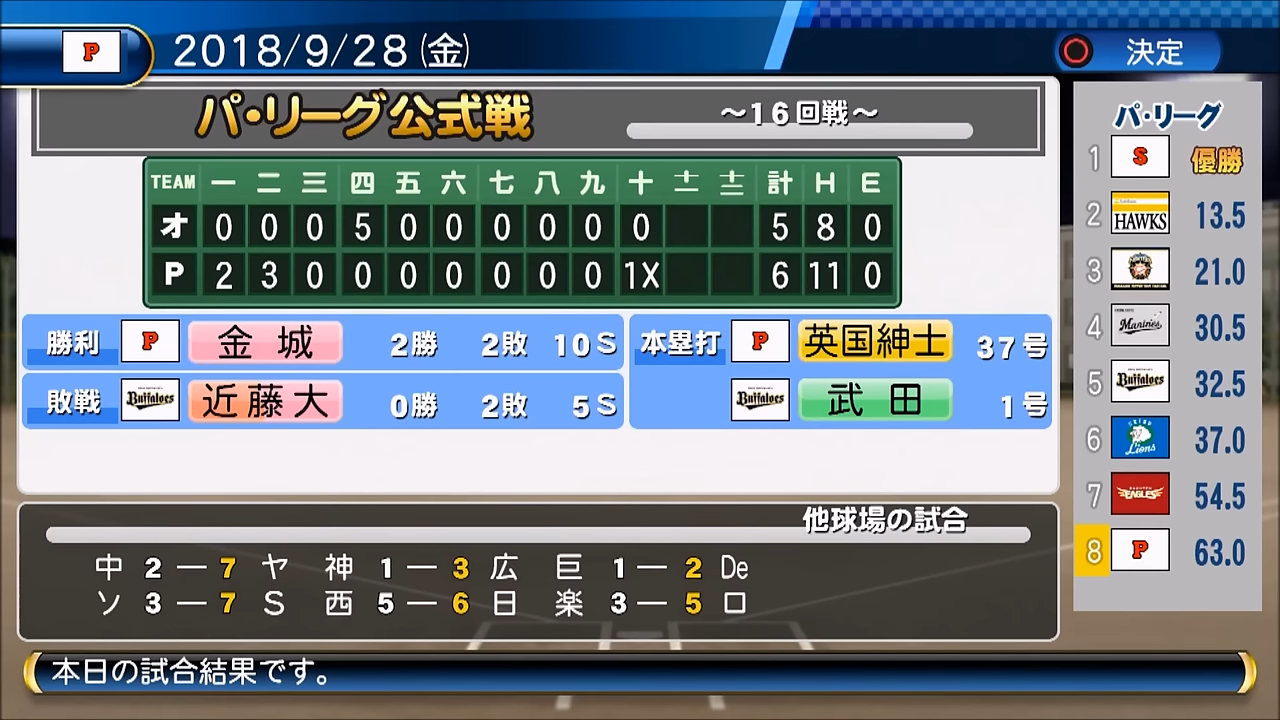 P 2018/9/28(金) 決定
パ・リーグ公式戦 ～16回戦～
TEAM 一 二 三 四 五 六 七 八 九 十 十一 十二 計 H E
オ 0 0 0 5 0 0 0 0 0 0 5 8 0
P 2 3 0 0 0 0 0 0 0 1X 6 11 0
勝利 P 金城 2勝 2敗 10S
敗戦 Buffaloes 近藤大 0勝 2敗 5S
本塁打 P 英国紳士 37号
Buffaloes 武田 1号
他球場の試合
中 2 — 7 ヤ 神 1 — 3 広 巨 1 — 2 De
ソ 3 — 7 S 西 5 — 6 日 楽 3 — 5 ロ
本日の試合結果です。
パ・リーグ
1 S 優勝
2 HAWKS 13.5
3 21.0
4 Marines 30.5
5 Buffaloes 32.5
6 Lions 37.0
7 EAGLES 54.5
8 P 63.0